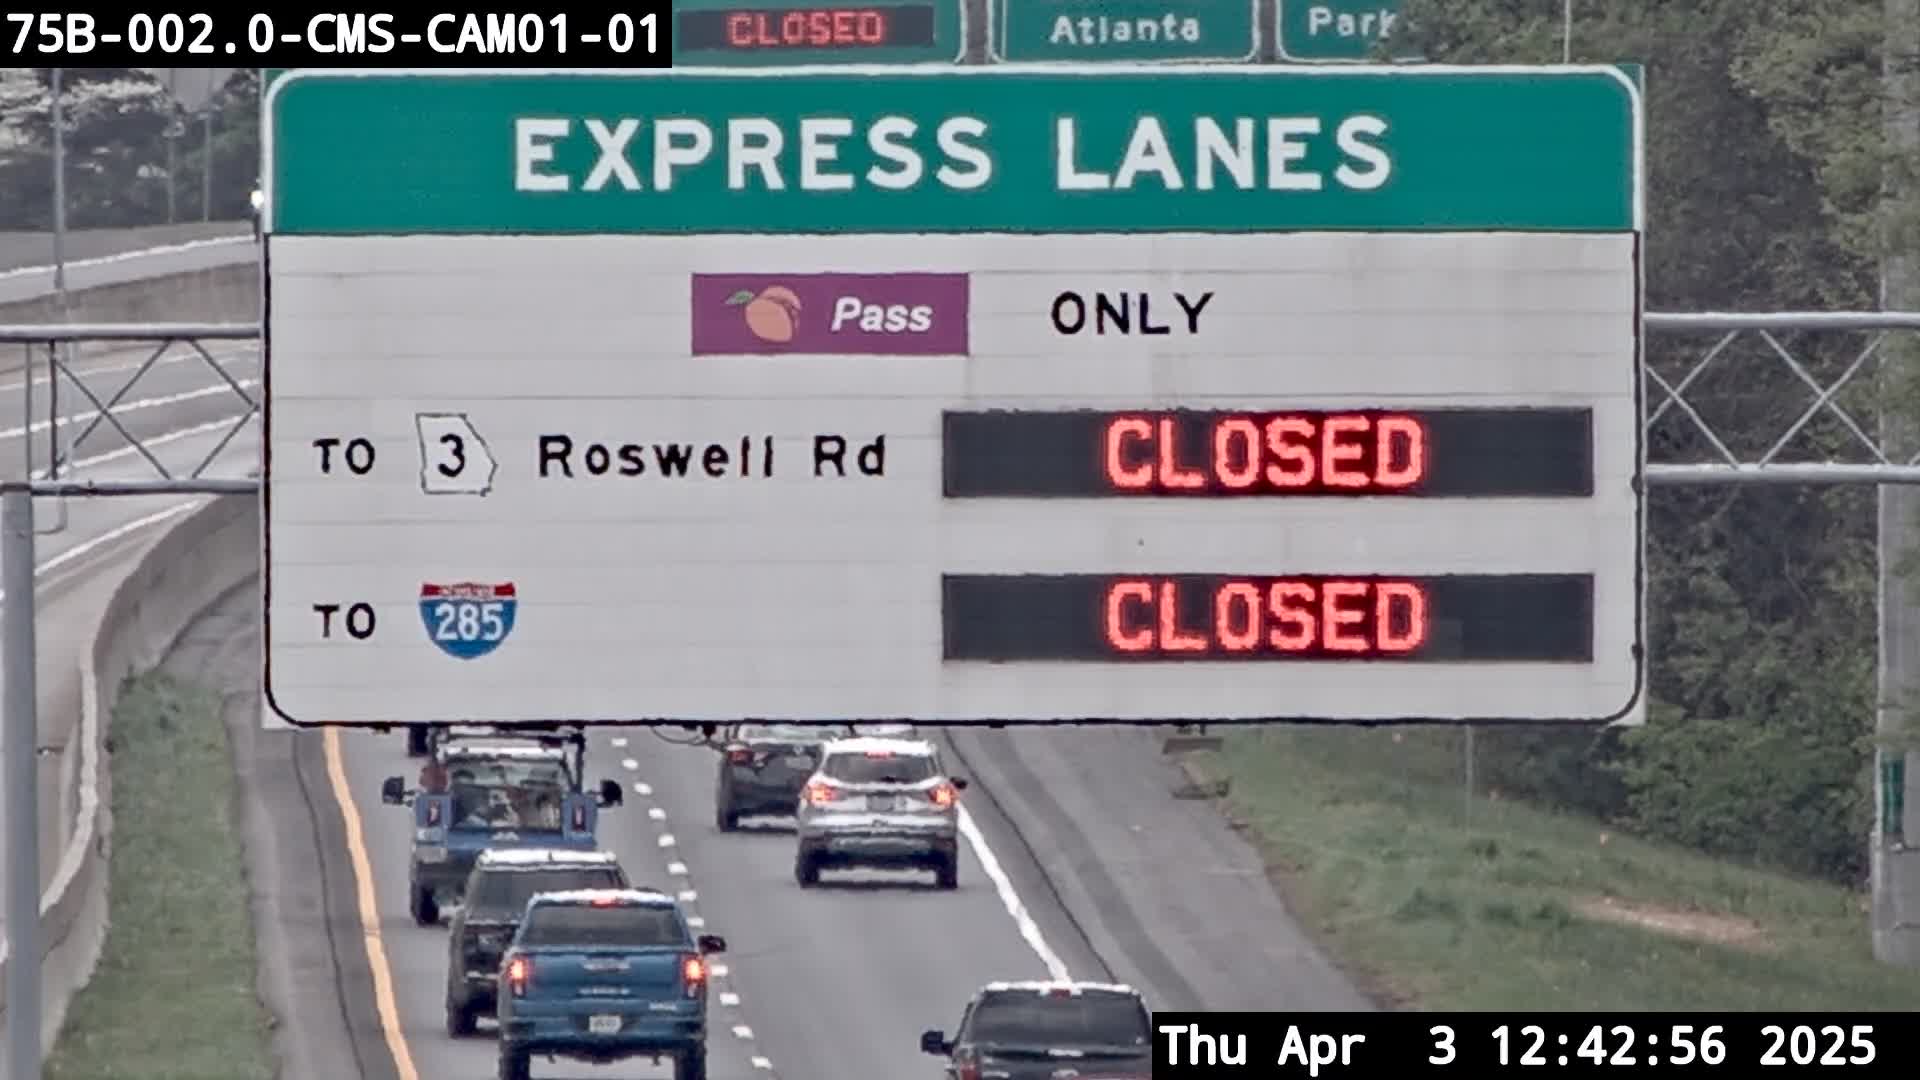 75B-002.0-CMS-CAM01-01
CLOSED
Atlanta
Park
EXPRESS LANES
Pass ONLY
TO 3 Roswell Rd CLOSED
TO 285 CLOSED
Thu Apr 3 12:42:56 2025